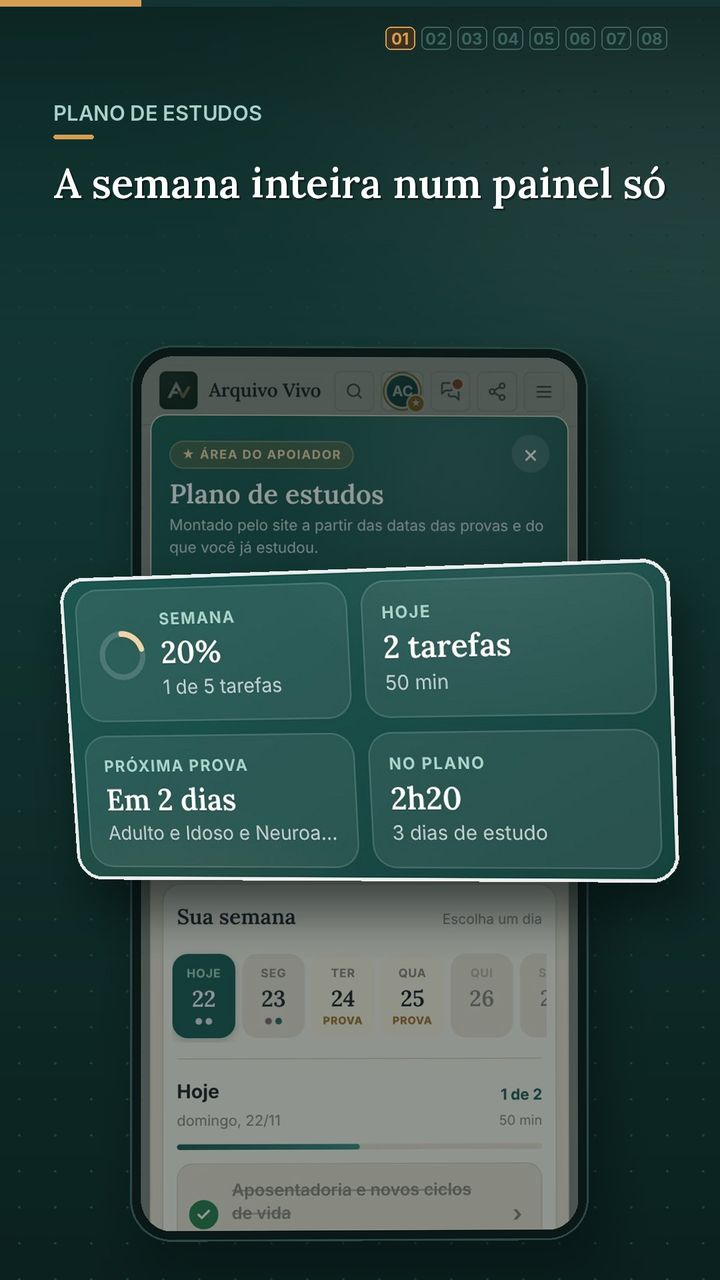 01 02 03 04 05 06 07 08
PLANO DE ESTUDOS
A semana inteira num painel só
AV Arquivo Vivo AC
★ ÁREA DO APOIADOR
Plano de estudos
Montado pelo site a partir das datas das provas e do
que você já estudou.
SEMANA
20%
1 de 5 tarefas
HOJE
2 tarefas
50 min
PRÓXIMA PROVA
Em 2 dias
Adulto e Idoso e Neuroa...
NO PLANO
2h20
3 dias de estudo
Sua semana
Escolha um dia
HOJE SEG TER QUA QUI S
22 23 24 25 26 2
PROVA PROVA
Hoje
1 de 2
domingo, 22/11
50 min
Aposentadoria e novos ciclos
de vida